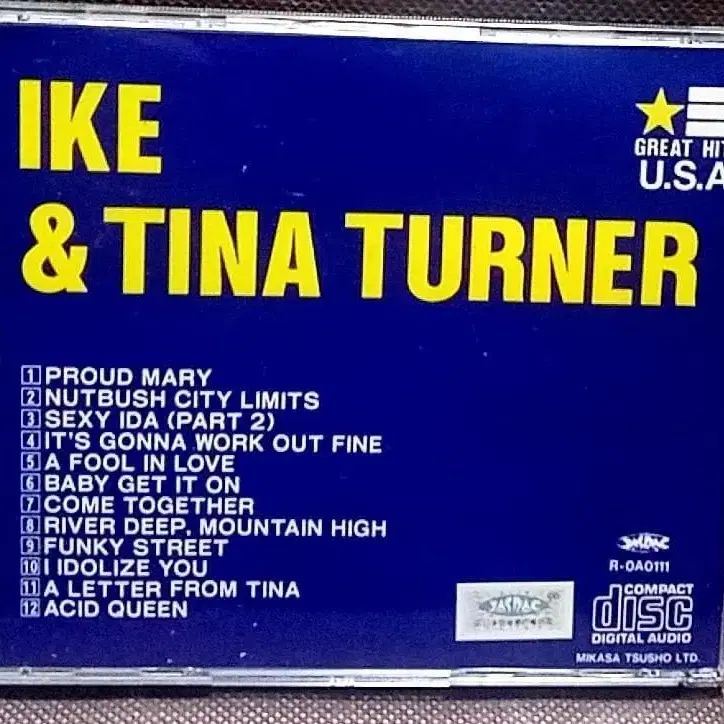 IKE
& TINA TURNER
GREAT HIT
U.S.A
1 PROUD MARY
2 NUTBUSH CITY LIMITS
3 SEXY IDA (PART 2)
4 IT'S GONNA WORK OUT FINE
5 A FOOL IN LOVE
6 BABY GET IT ON
7 COME TOGETHER
8 RIVER DEEP, MOUNTAIN HIGH
9 FUNKY STREET
10 I IDOLIZE YOU
11 A LETTER FROM TINA
12 ACID QUEEN
JASRAC
R-0A0111
JASRAC
COMPACT
disc
DIGITAL AUDIO
MIKASA TSUSHO LTD.